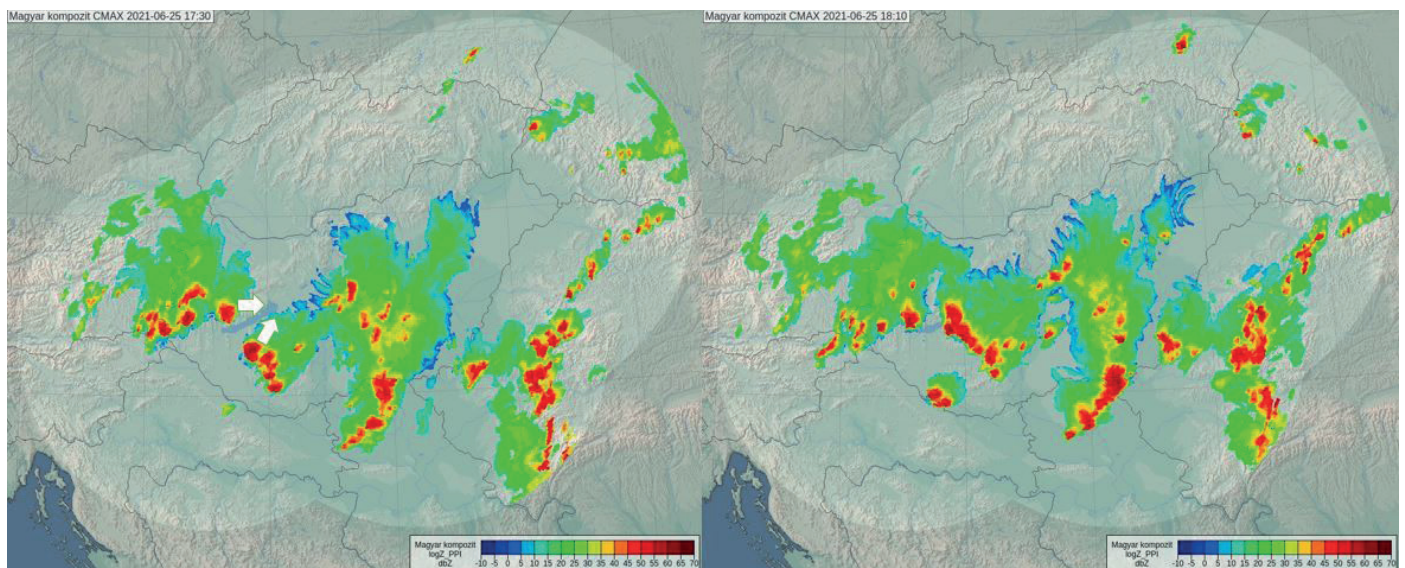 Magyar kompozit CMAX 2021-06-25 17:30
Magyar kompozit
logZ_PPI
dbZ
-10 -5 0 5 10 15 20 25 30 35 40 45 50 55 60 65 70
Magyar kompozit CMAX 2021-06-25 18:10
Magyar kompozit
logZ_PPI
dbZ
-10 -5 0 5 10 15 20 25 30 35 40 45 50 55 60 65 70